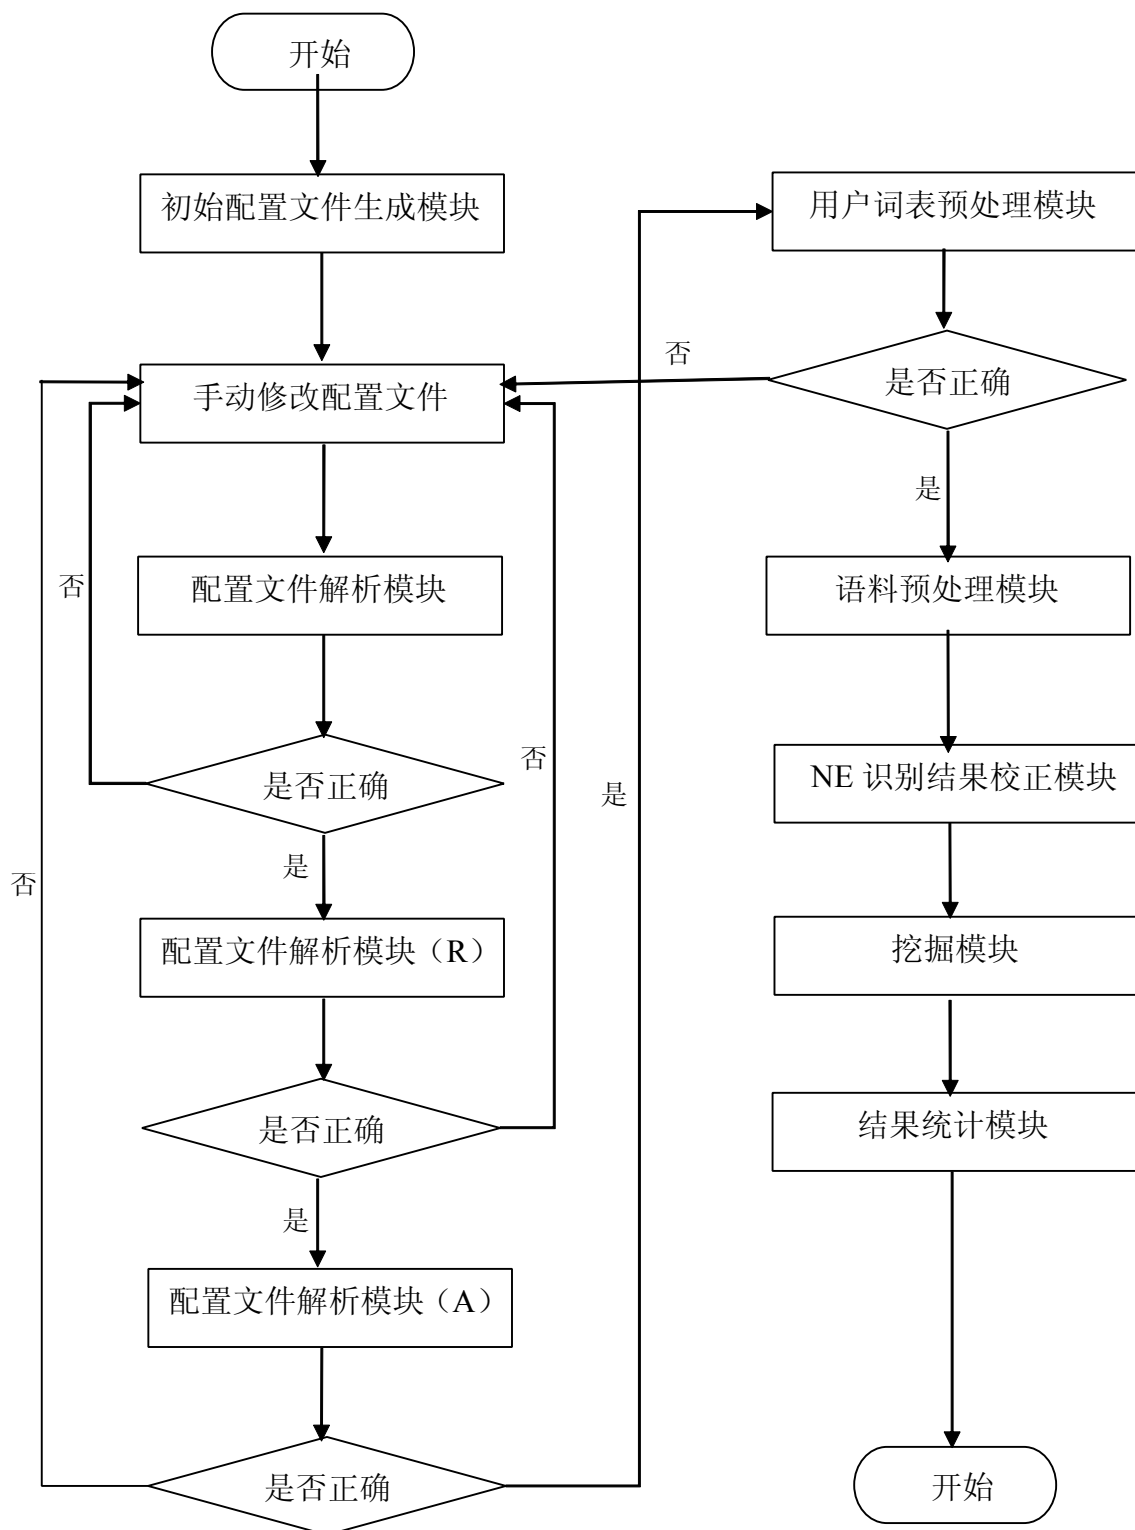 开始
初始配置文件生成模块
手动修改配置文件
否
配置文件解析模块
否
是否正确
是
否
配置文件解析模块（R）
是否正确
是
配置文件解析模块（A）
是否正确
是
用户词表预处理模块
否
是否正确
是
语料预处理模块
NE 识别结果校正模块
挖掘模块
结果统计模块
开始